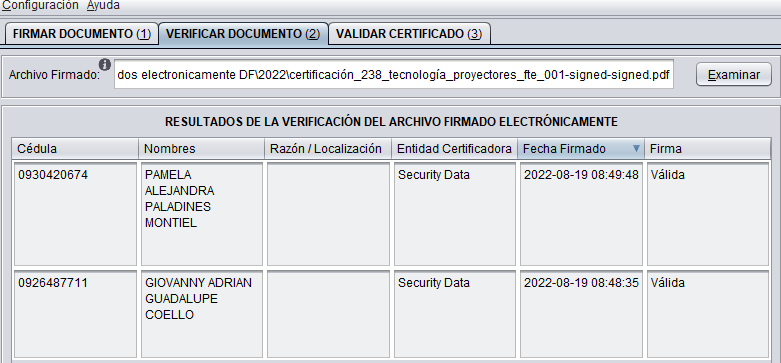 Configuración Ayuda
FIRMAR DOCUMENTO (1) VERIFICAR DOCUMENTO (2) VALIDAR CERTIFICADO (3)
Archivo Firmado: dos electronicamente DF\2022\certificación_238_tecnología_proyectores_fte_001-signed-signed.pdf Examinar
RESULTADOS DE LA VERIFICACIÓN DEL ARCHIVO FIRMADO ELECTRÓNICAMENTE
Cédula Nombres Razón / Localización Entidad Certificadora Fecha Firmado Firma
0930420674 PAMELA Security Data 2022-08-19 08:49:48 Válida
ALEJANDRA
PALADINES
MONTIEL
0926487711 GIOVANNY ADRIAN Security Data 2022-08-19 08:48:35 Válida
GUADALUPE
COELLO